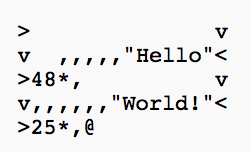 >              v
v  ,,,,,"Hello"<
>48*,          v
v,,,,,,"World!"<
>25*,@